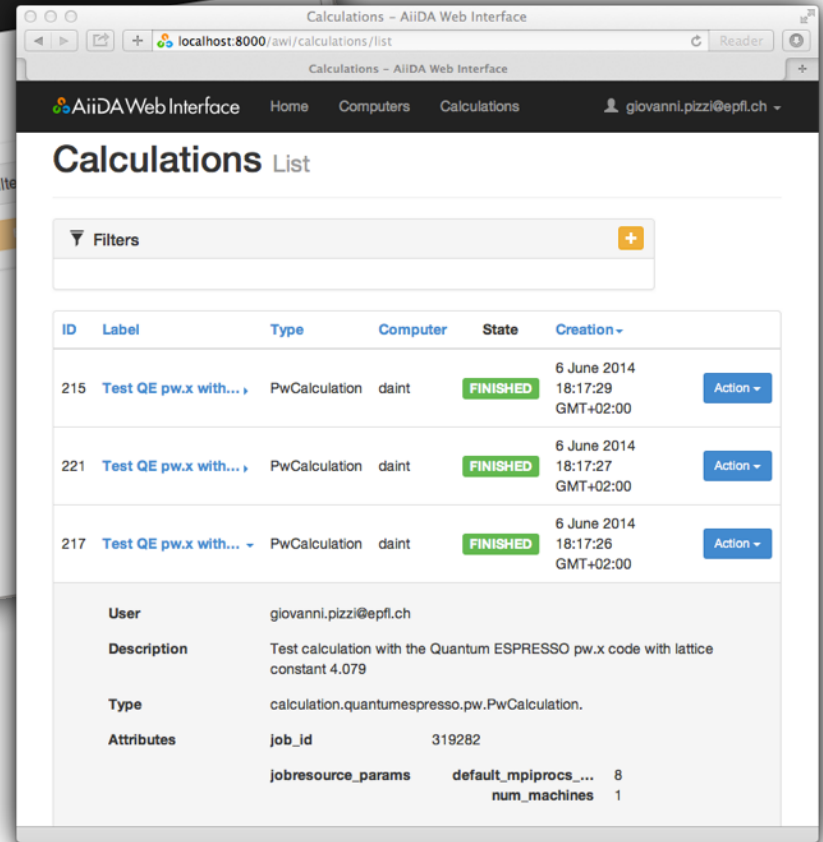 Calculations – AiiDA Web Interface
localhost:8000/awi/calculations/list
Reader
Calculations – AiiDA Web Interface
AiiDA Web Interface Home Computers Calculations giovanni.pizzi@epfl.ch
Calculations List
Filters
ID Label Type Computer State Creation
6 June 2014
215 Test QE pw.x with... PwCalculation daint FINISHED 18:17:29 Action
GMT+02:00
6 June 2014
221 Test QE pw.x with... PwCalculation daint FINISHED 18:17:27 Action
GMT+02:00
6 June 2014
217 Test QE pw.x with... PwCalculation daint FINISHED 18:17:26 Action
GMT+02:00
User giovanni.pizzi@epfl.ch
Description Test calculation with the Quantum ESPRESSO pw.x code with lattice
constant 4.079
Type calculation.quantumespresso.pw.PwCalculation.
Attributes job_id 319282
jobresource_params default_mpiprocs_... 8
num_machines 1